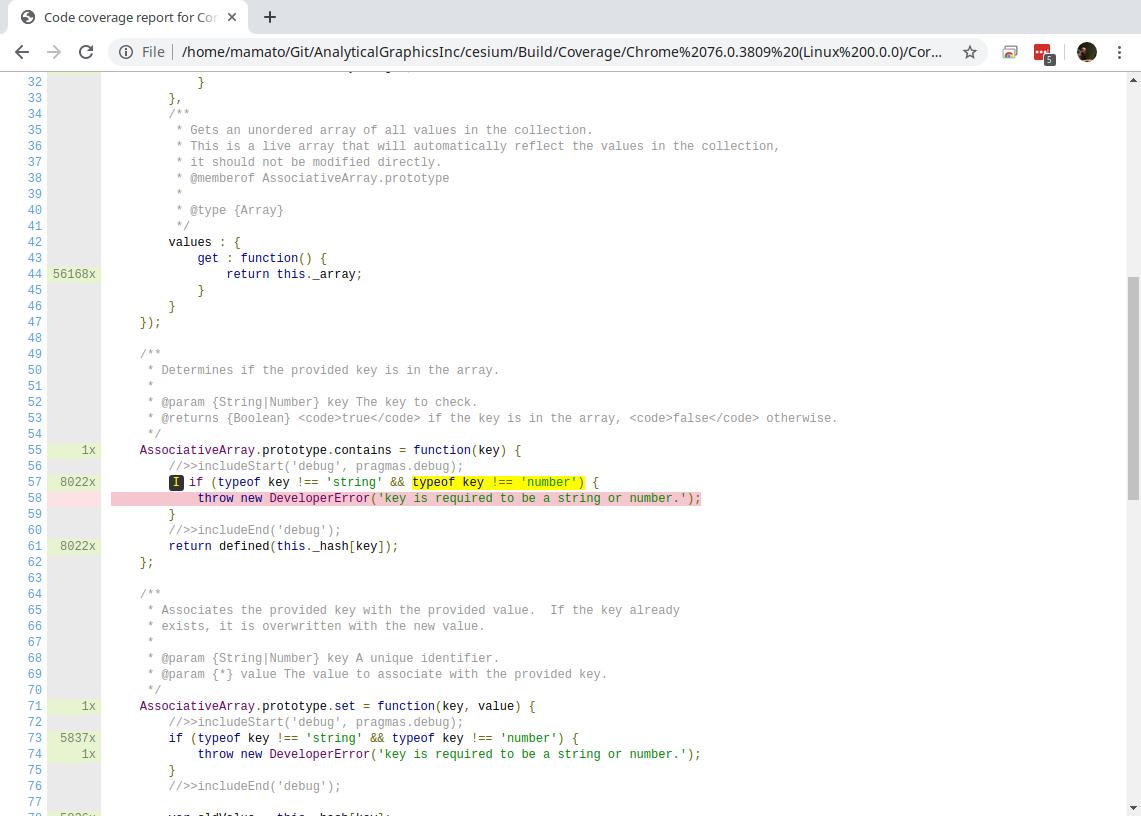 Code coverage report for Cor
File | /home/mamato/Git/AnalyticalGraphicsInc/cesium/Build/Coverage/Chrome%2076.0.3809%20(Linux%200.0.0)/Cor...
5
32 }
33 },
34 /**
35 * Gets an unordered array of all values in the collection.
36 * This is a live array that will automatically reflect the values in the collection,
37 * it should not be modified directly.
38 * @memberof AssociativeArray.prototype
39 *
40 * @type {Array}
41 */
42 values : {
43 get : function() {
44 56168x return this._array;
45 }
46 }
47 });
48
49 /**
50 * Determines if the provided key is in the array.
51 *
52 * @param {String|Number} key The key to check.
53 * @returns {Boolean} <code>true</code> if the key is in the array, <code>false</code> otherwise.
54 */
55 1x AssociativeArray.prototype.contains = function(key) {
56 //>>includeStart('debug', pragmas.debug);
57 8022x I if (typeof key !== 'string' && typeof key !== 'number') {
58 throw new DeveloperError('key is required to be a string or number.');
59 }
60 //>>includeEnd('debug');
61 8022x return defined(this._hash[key]);
62 };
63
64 /**
65 * Associates the provided key with the provided value.  If the key already
66 * exists, it is overwritten with the new value.
67 *
68 * @param {String|Number} key A unique identifier.
69 * @param {*} value The value to associate with the provided key.
70 */
71 1x AssociativeArray.prototype.set = function(key, value) {
72 //>>includeStart('debug', pragmas.debug);
73 5837x if (typeof key !== 'string' && typeof key !== 'number') {
74 1x throw new DeveloperError('key is required to be a string or number.');
75 }
76 //>>includeEnd('debug');
77